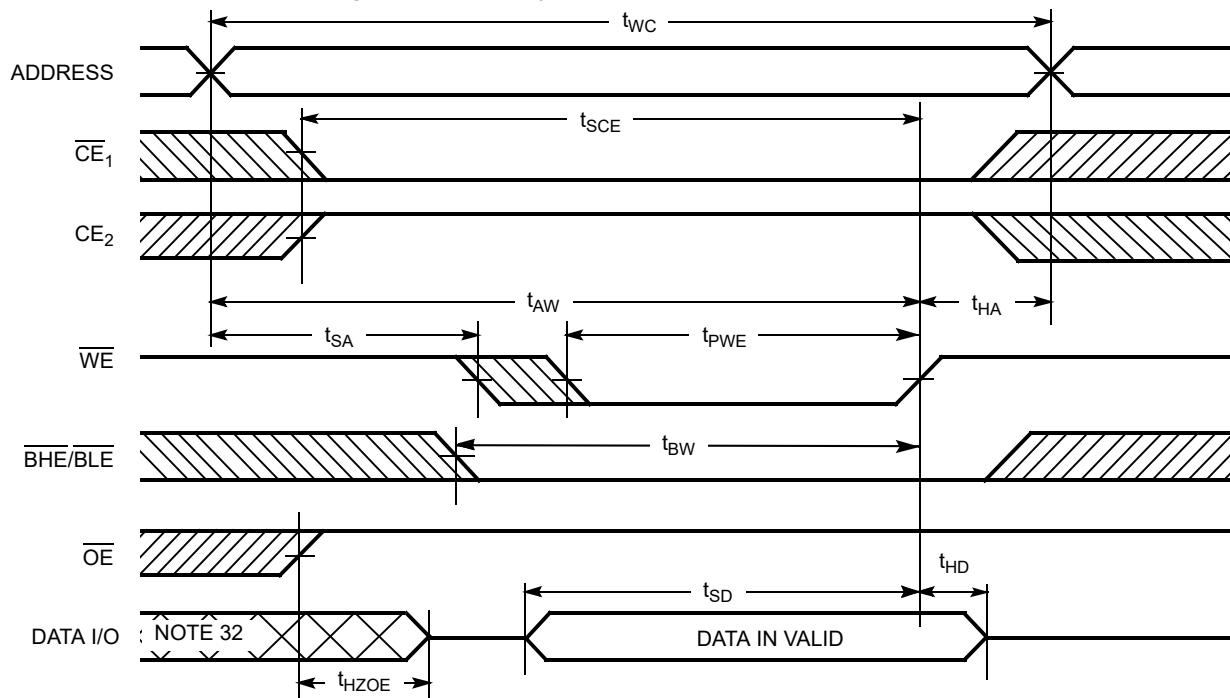 tWC
ADDRESS
tSCE
CE1
CE2
tAW
tHA
tSA
tPWE
WE
tBW
BHE/BLE
OE
tHD
tSD
DATA I/O
NOTE 32
DATA IN VALID
tHZOE